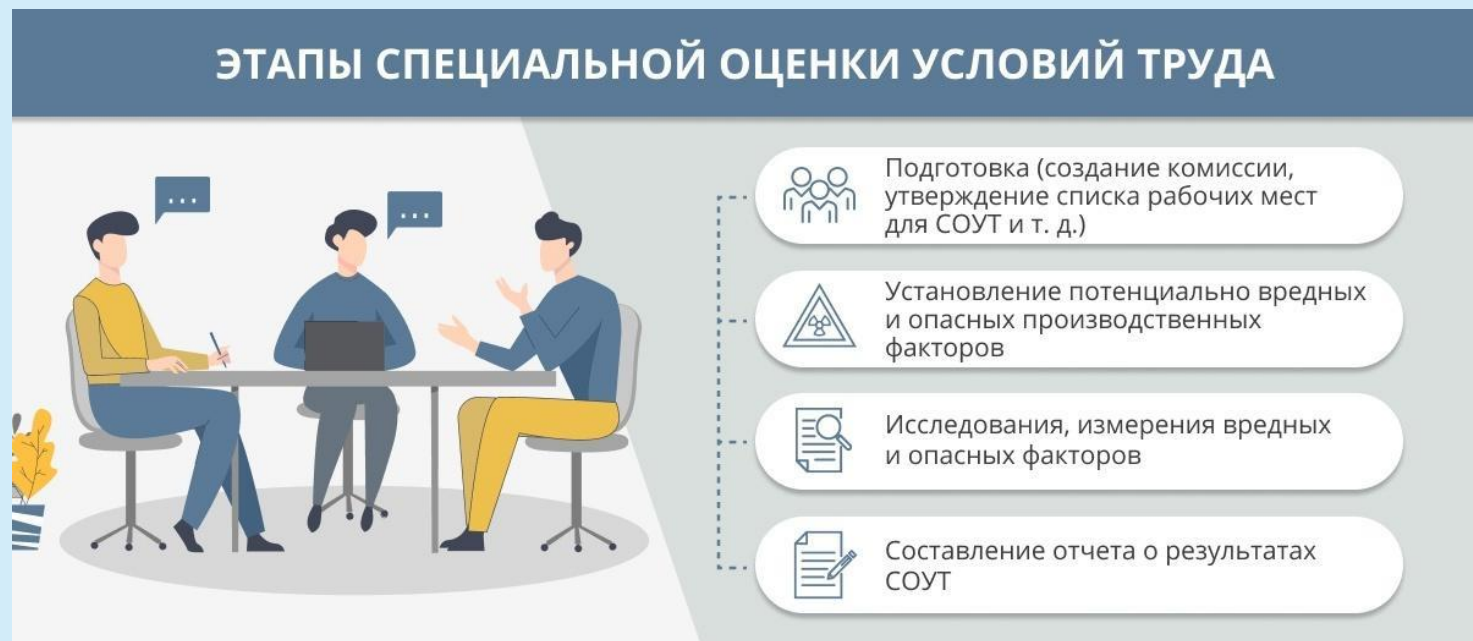 ЭТАПЫ СПЕЦИАЛЬНОЙ ОЦЕНКИ УСЛОВИЙ ТРУДА
Подготовка (создание комиссии,
утверждение списка рабочих мест
для СОУТ и т. д.)
Установление потенциально вредных
и опасных производственных
факторов
Исследования, измерения вредных
и опасных факторов
Составление отчета о результатах
СОУТ